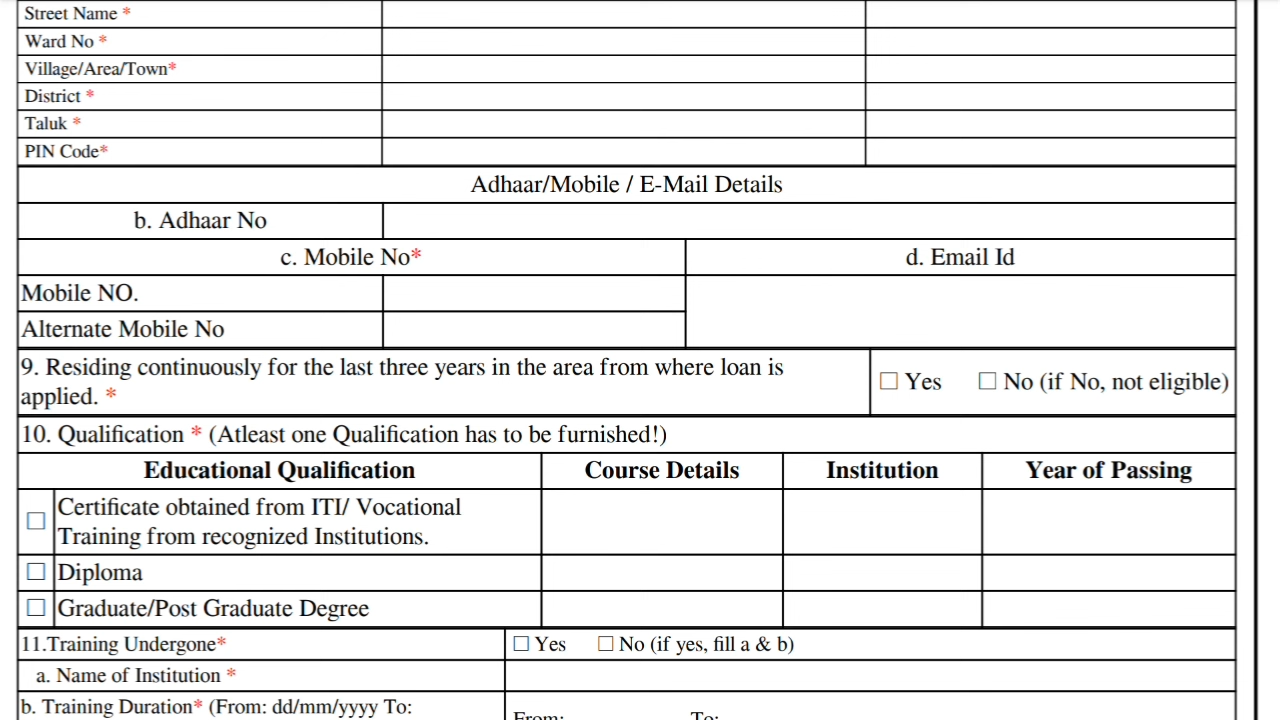 Street Name *
Ward No *
Village/Area/Town*
District *
Taluk *
PIN Code*
Adhaar/Mobile / E-Mail Details
b. Adhaar No
c. Mobile No*
d. Email Id
Mobile NO.
Alternate Mobile No
9. Residing continuously for the last three years in the area from where loan is
applied. *
☐ Yes ☐ No (if No, not eligible)
10. Qualification * (Atleast one Qualification has to be furnished!)
Educational Qualification Course Details Institution Year of Passing
☐ Certificate obtained from ITI/ Vocational
Training from recognized Institutions.
☐ Diploma
☐ Graduate/Post Graduate Degree
11.Training Undergone* ☐ Yes ☐ No (if yes, fill a & b)
a. Name of Institution *
b. Training Duration* (From: dd/mm/yyyy To:
From: To: